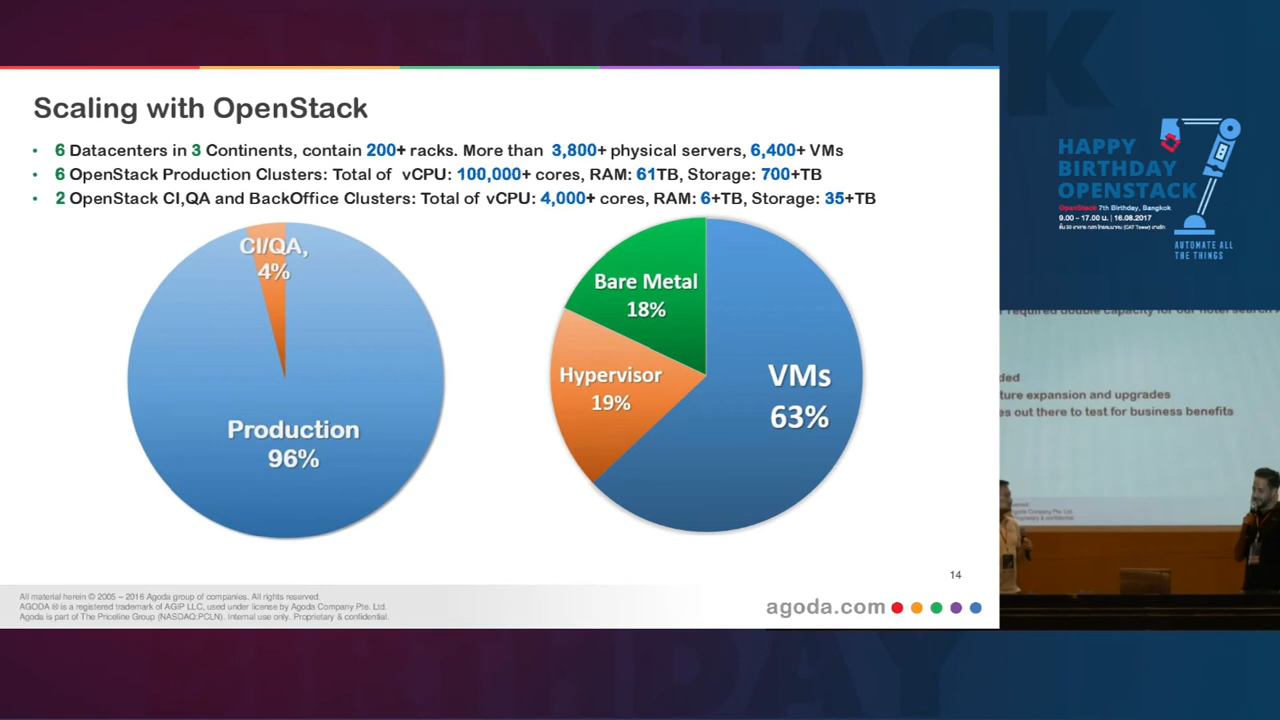 Scaling with OpenStack
• 6 Datacenters in 3 Continents, contain 200+ racks. More than 3,800+ physical servers, 6,400+ VMs
• 6 OpenStack Production Clusters: Total of vCPU: 100,000+ cores, RAM: 61TB, Storage: 700+TB
• 2 OpenStack CI,QA and BackOffice Clusters: Total of vCPU: 4,000+ cores, RAM: 6+TB, Storage: 35+TB
CI/QA,
4%
Production
96%
Bare Metal
18%
Hypervisor
19%
VMs
63%
14
All material herein © 2005 – 2016 Agoda group of companies. All rights reserved.
AGODA ® is a registered trademark of AGIP LLC, used under license by Agoda Company Pte. Ltd.
Agoda is part of The Priceline Group (NASDAQ:PCLN). Internal use only. Proprietary & confidential.
agoda.com
HAPPY
BIRTHDAY
OPENSTACK
OpenStack 7th Birthday, Bangkok
9.00 - 17.00 น. | 16.08.2017
AUTOMATE ALL
THE THINGS
required double capacity for our hotel search
ded
ture expansion and upgrades
es out there to test for business benefits
BIRTHDAY